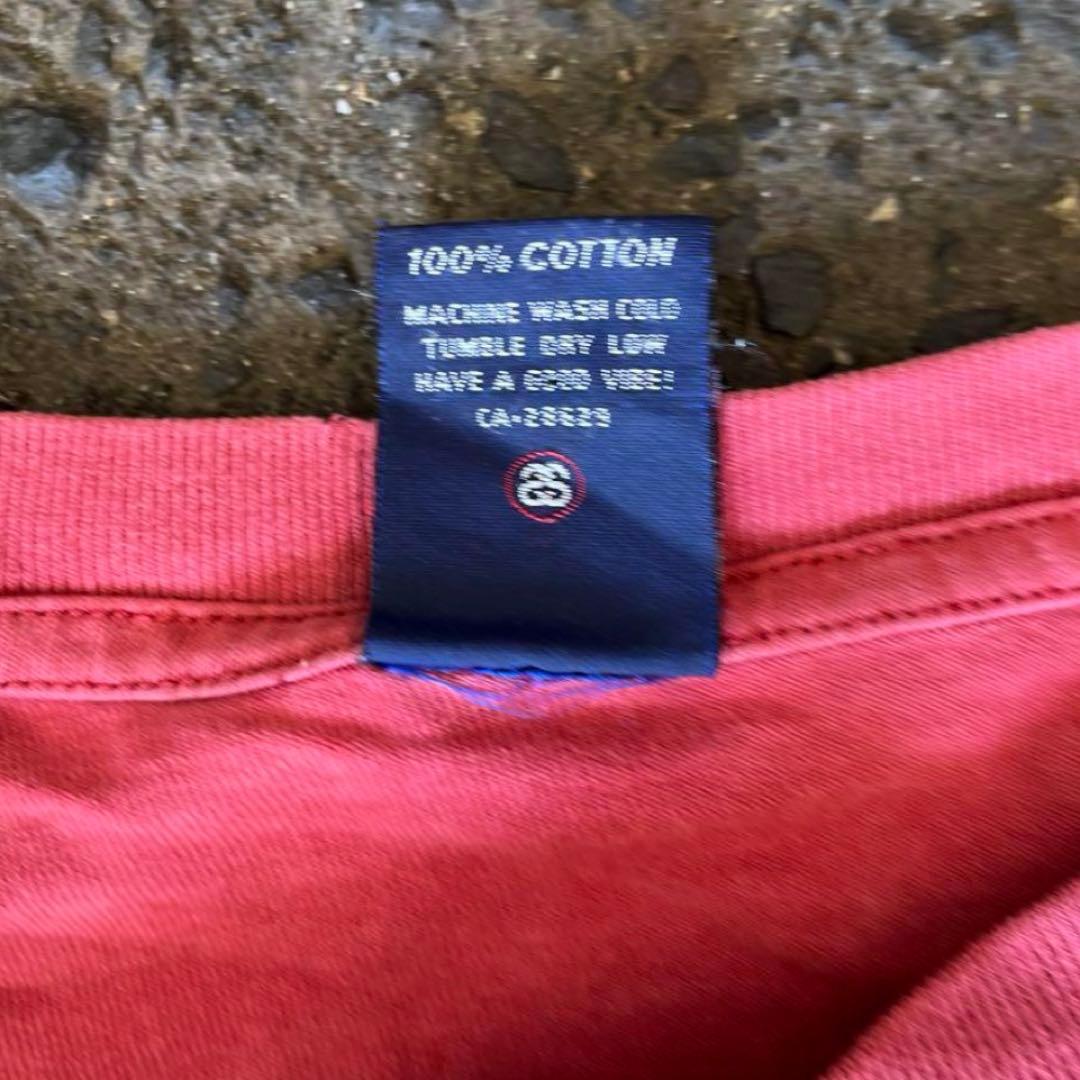 100% COTTON
MACHINE WASH COLD
TUMBLE DRY LOW
HAVE A GOOD VIBE!
CA-28629